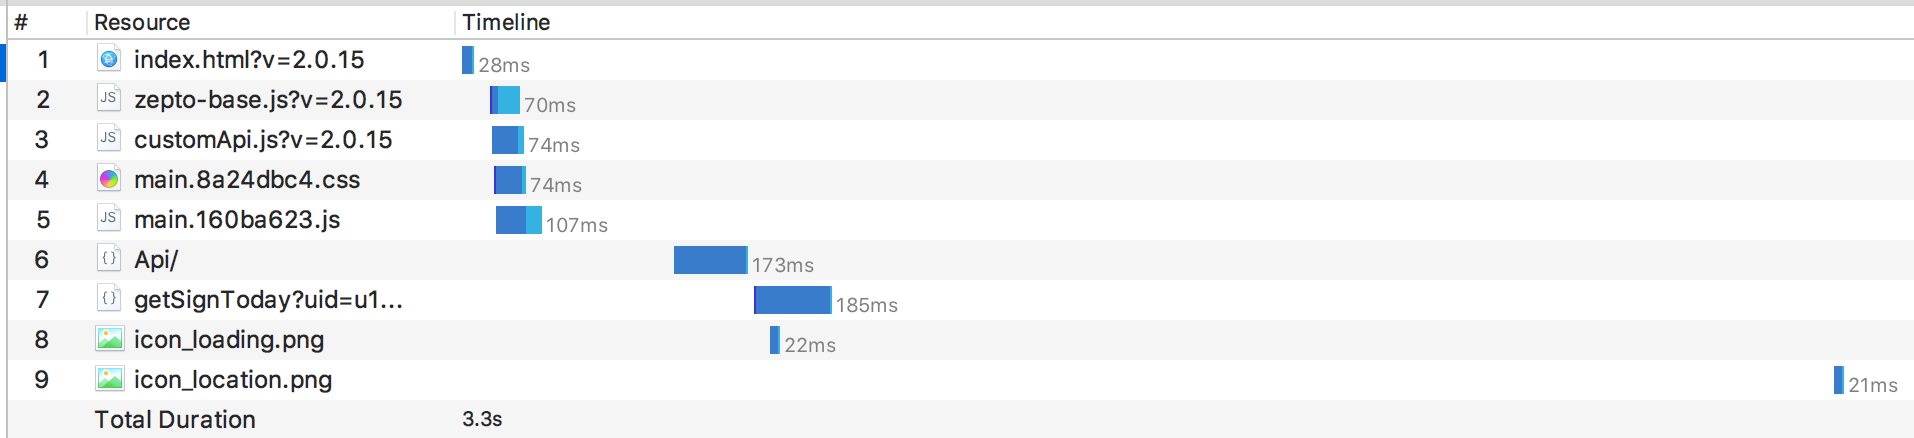 # Resource Timeline
1 index.html?v=2.0.15 28ms
2 JS zepto-base.js?v=2.0.15 70ms
3 JS customApi.js?v=2.0.15 74ms
4 main.8a24dbc4.css 74ms
5 JS main.160ba623.js 107ms
6 {} Api/ 173ms
7 {} getSignToday?uid=u1... 185ms
8 icon_loading.png 22ms
9 icon_location.png 21ms
Total Duration 3.3s